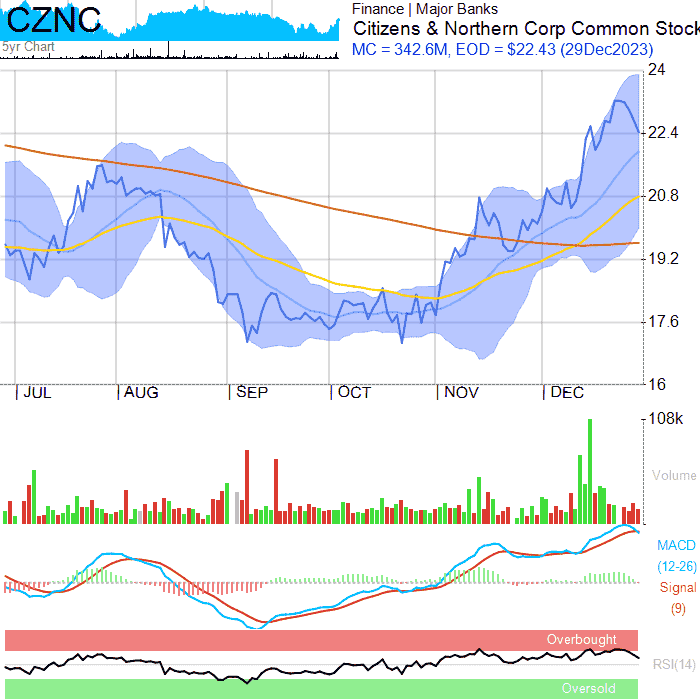 CZNC
Finance | Major Banks
Citizens & Northern Corp Common Stock
5yr Chart
MC = 342.6M, EOD = $22.43 (29Dec2023)
24
22.4
20.8
19.2
17.6
16
|JUL |AUG |SEP |OCT |NOV |DEC
108k
Volume
MACD
(12-26)
Signal
(9)
Overbought
RSI(14)
Oversold